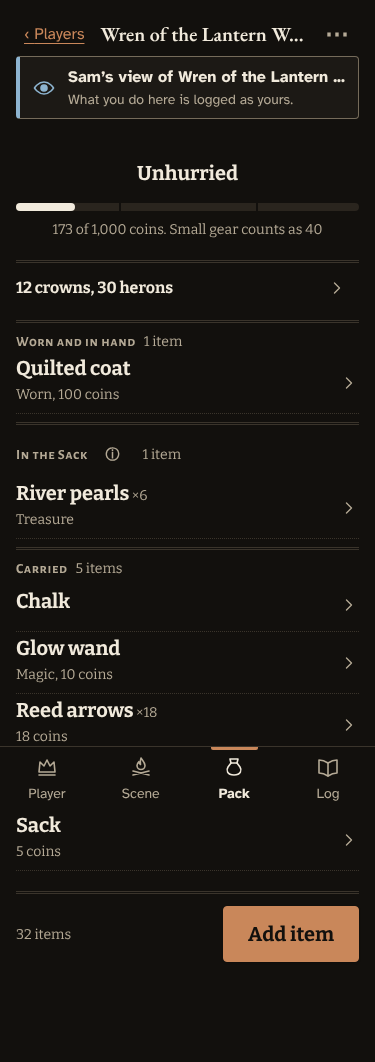 ‹ Players
Wren of the Lantern W...
Sam's view of Wren of the Lantern ...
What you do here is logged as yours.
Unhurried
173 of 1,000 coins. Small gear counts as 40
12 crowns, 30 herons
Worn and in hand 1 item
Quilted coat
Worn, 100 coins
In the Sack 1 item
River pearls ×6
Treasure
Carried 5 items
Chalk
Glow wand
Magic, 10 coins
Reed arrows ×18
18 coins
Player
Scene
Pack
Log
Sack
5 coins
32 items
Add item